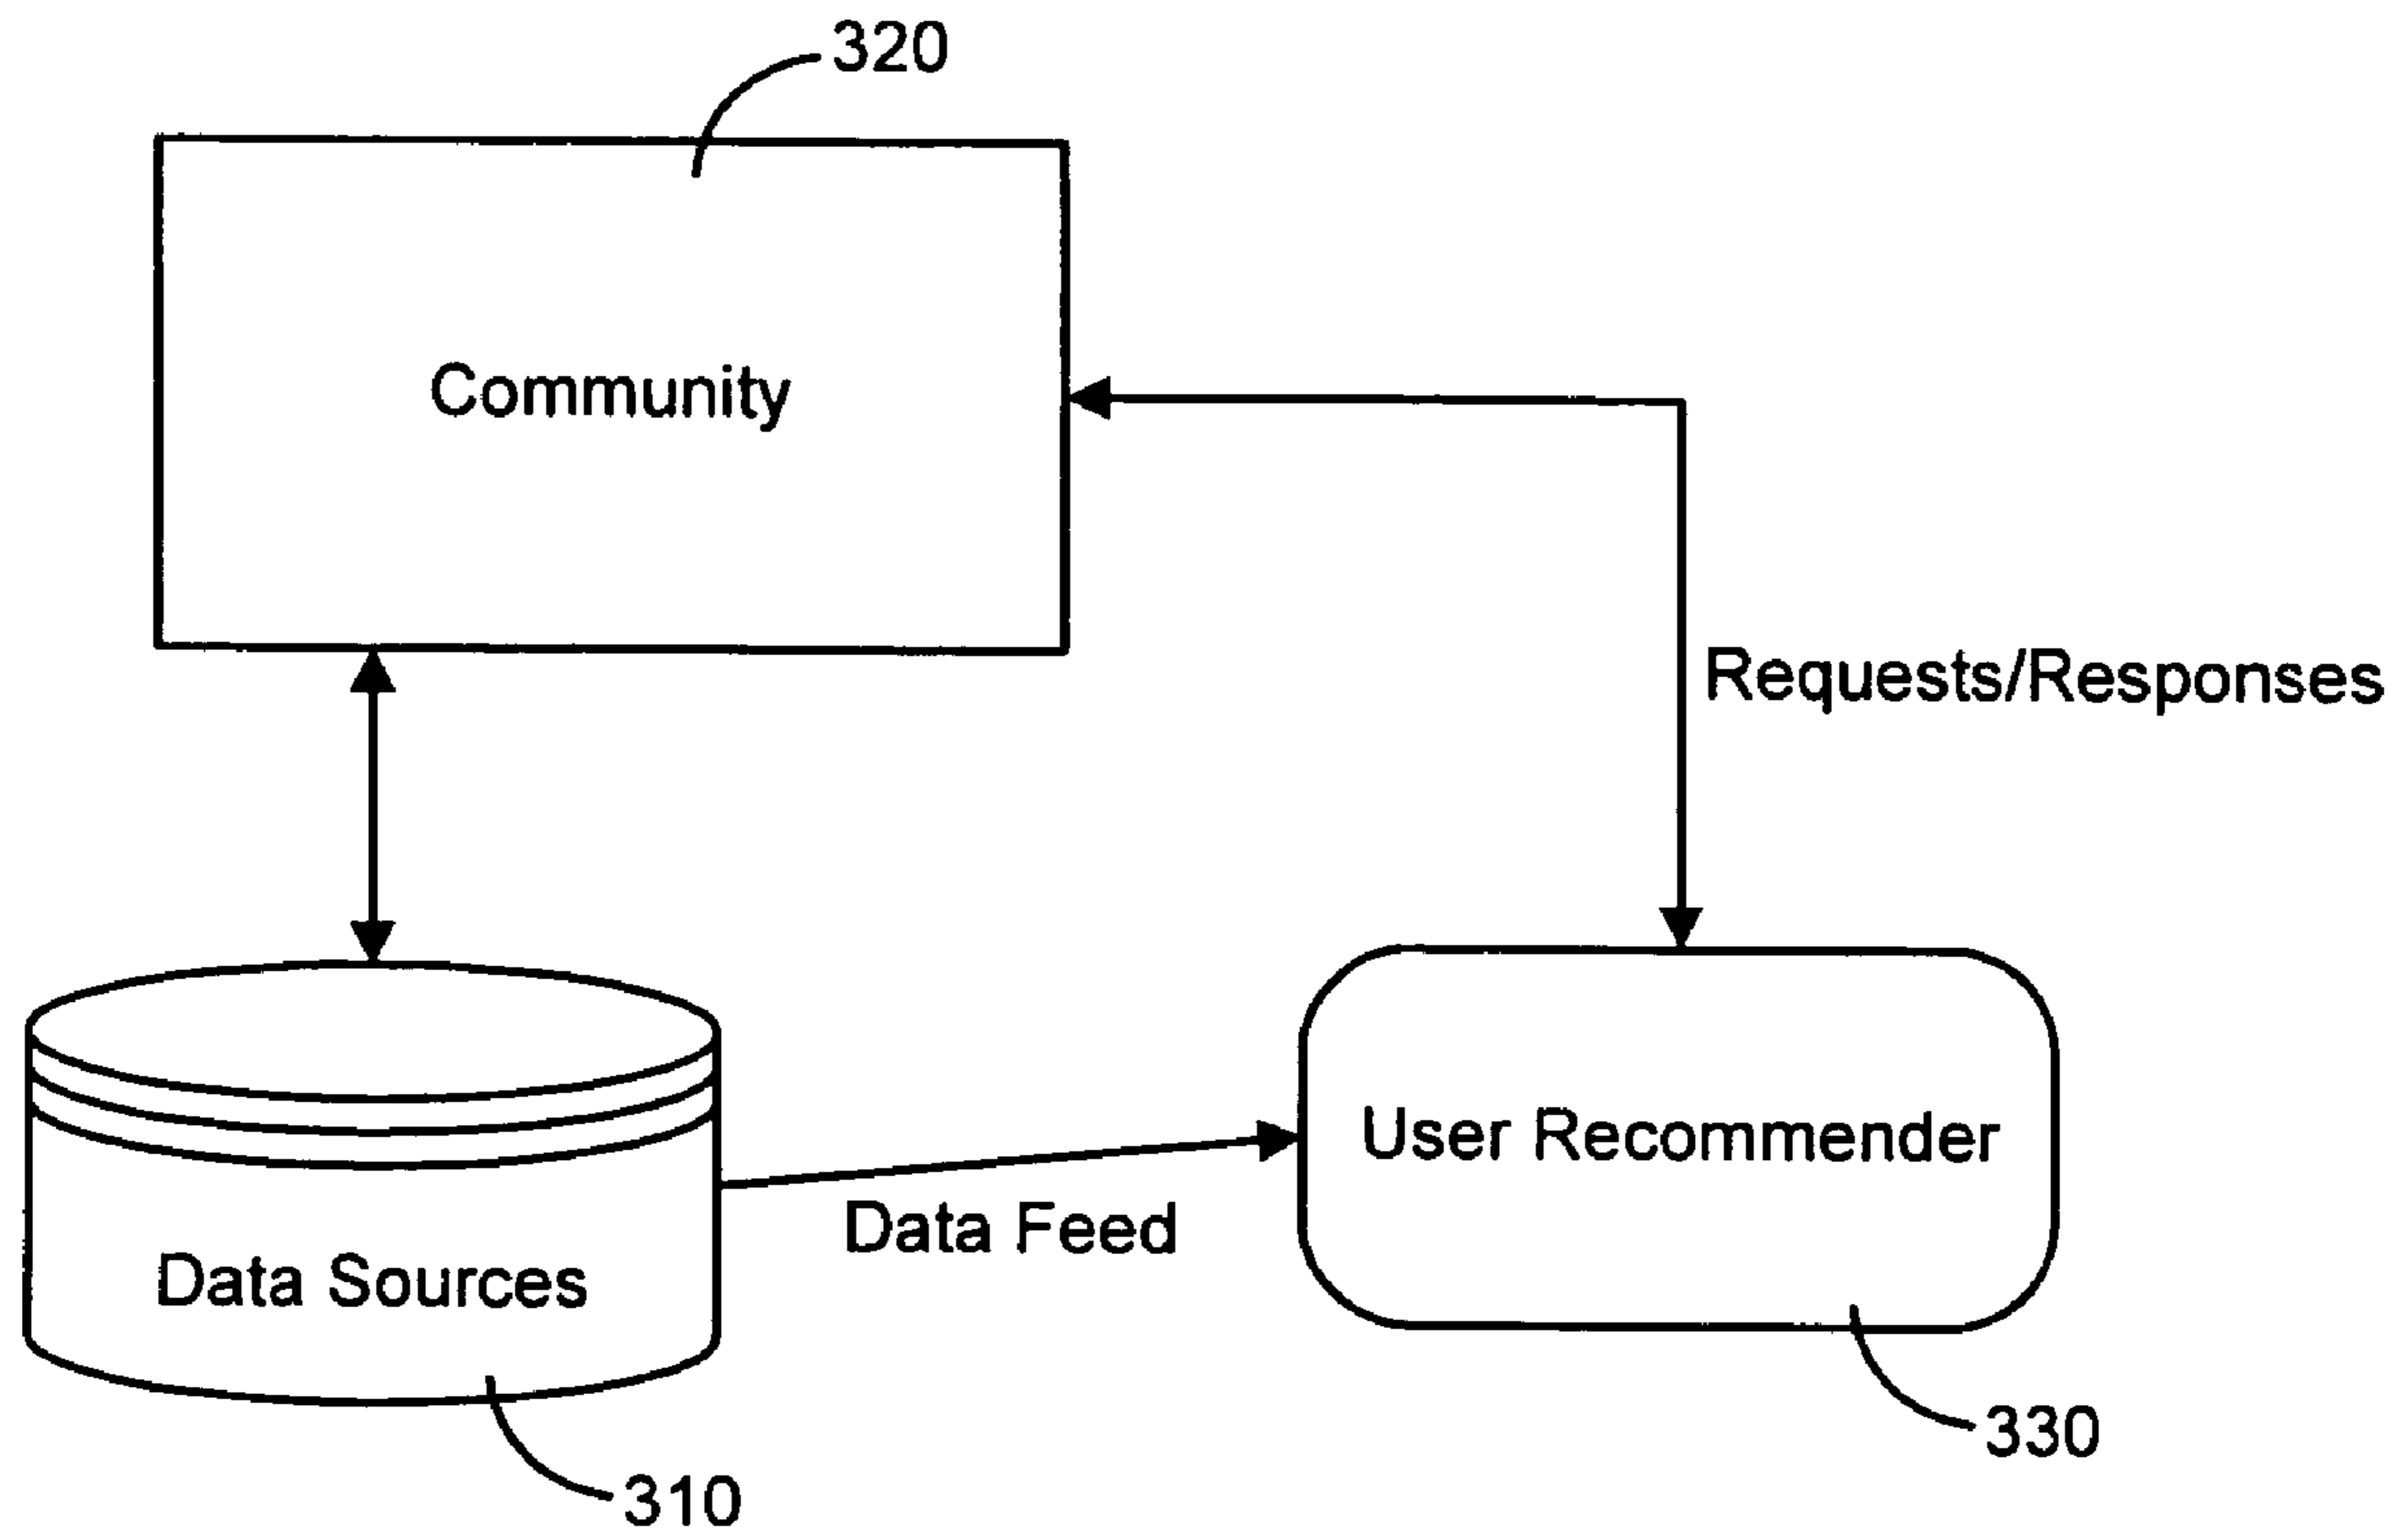 320
Community
Requests/Responses
User Recommender
Data Feed
Data Sources
330
310